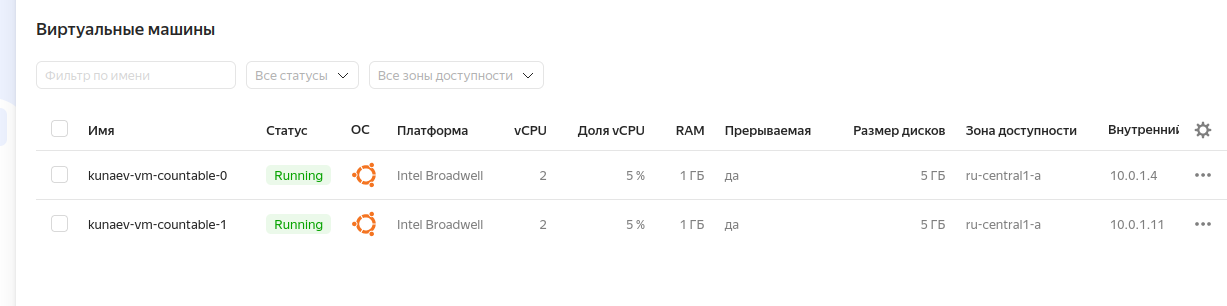 Виртуальные машины
Фильтр по имени Все статусы Все зоны доступности
Имя Статус ОС Платформа vCPU Доля vCPU RAM Прерываемая Размер дисков Зона доступности Внутренний
kunaev-vm-countable-0 Running Intel Broadwell 2 5 % 1 ГБ да 5 ГБ ru-central1-a 10.0.1.4
kunaev-vm-countable-1 Running Intel Broadwell 2 5 % 1 ГБ да 5 ГБ ru-central1-a 10.0.1.11